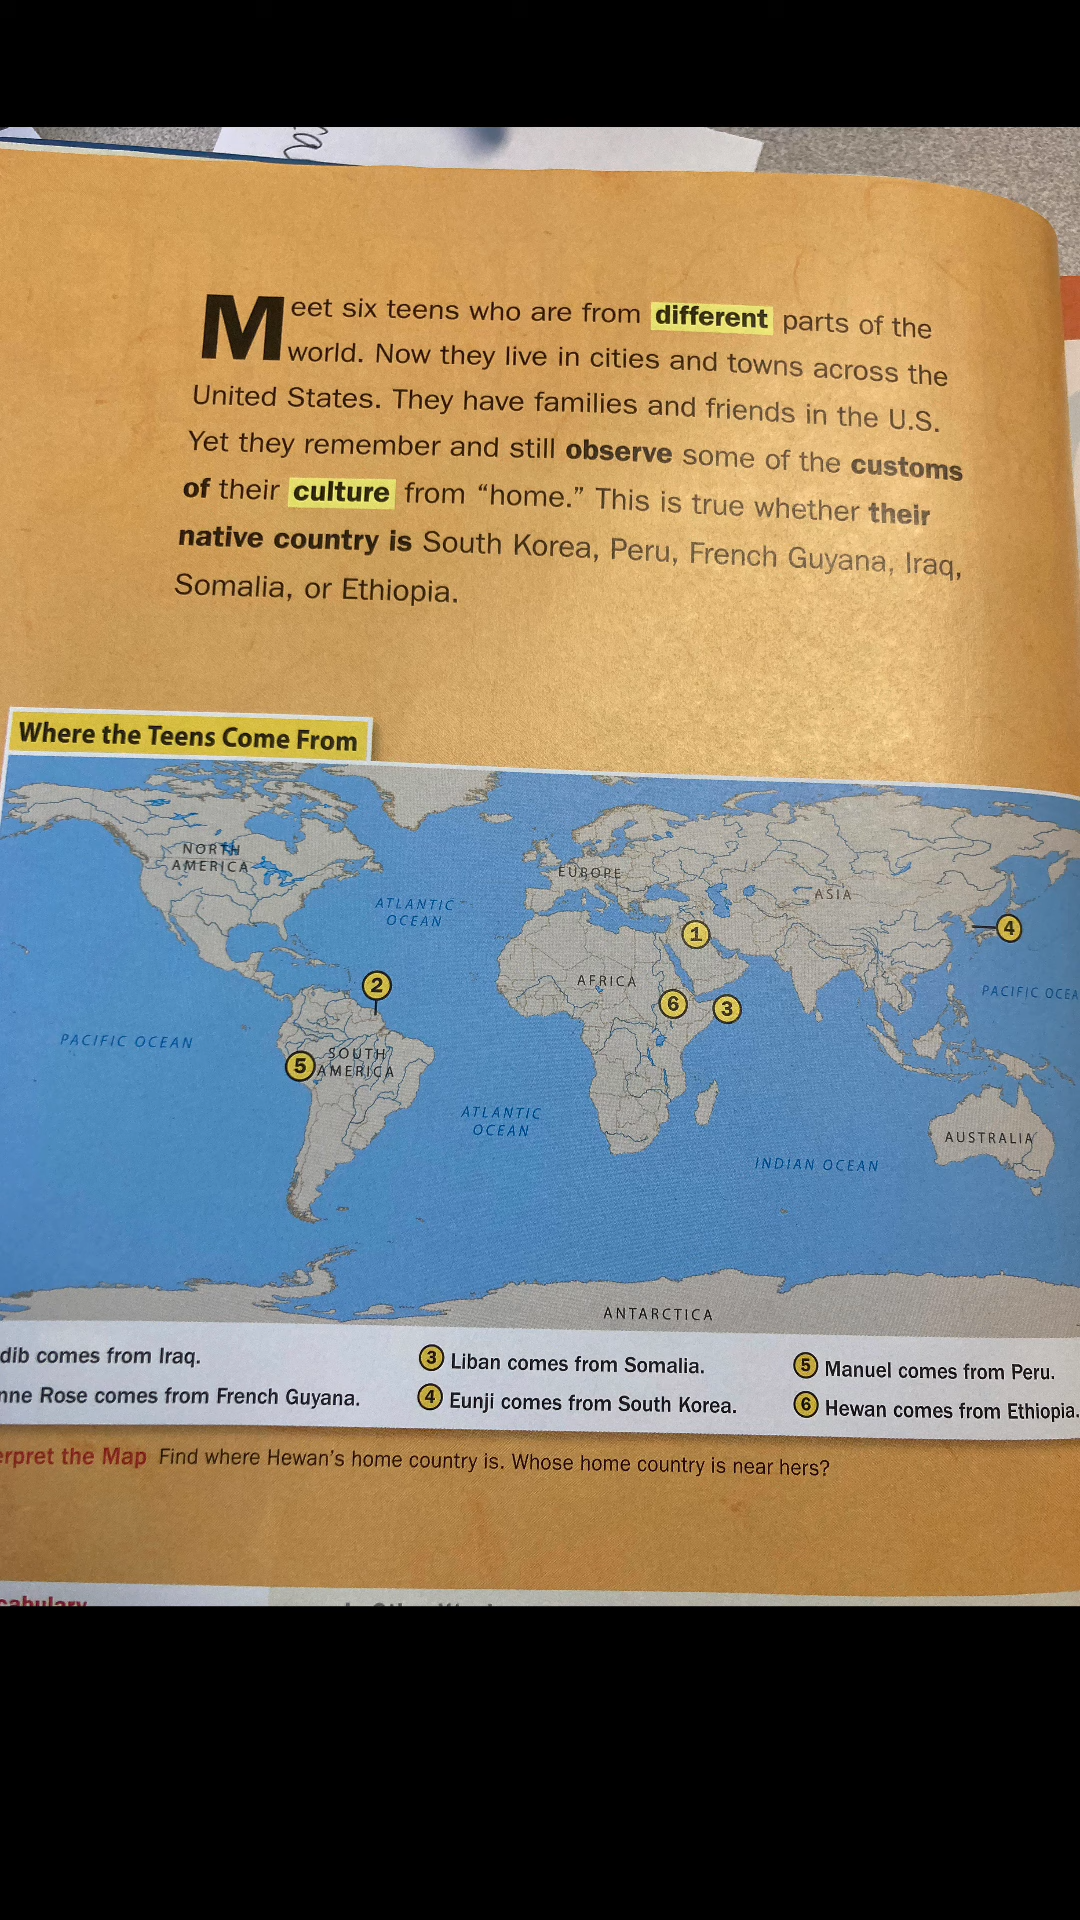 Meet six teens who are from different parts of the
world. Now they live in cities and towns across the
United States. They have families and friends in the U.S.
Yet they remember and still observe some of the customs
of their culture from “home.” This is true whether their
native country is South Korea, Peru, French Guyana, Iraq,
Somalia, or Ethiopia.
Where the Teens Come From
NORTH
AMERICA
EUROPE
ASIA
ATLANTIC
OCEAN
1
4
2
AFRICA
6
3
PACIFIC OCEA
PACIFIC OCEAN
5
SOUTH
AMERICA
ATLANTIC
OCEAN
AUSTRALIA
INDIAN OCEAN
ANTARCTICA
dib comes from Iraq.
nne Rose comes from French Guyana.
3 Liban comes from Somalia.
4 Eunji comes from South Korea.
5 Manuel comes from Peru.
6 Hewan comes from Ethiopia.
erpret the Map Find where Hewan’s home country is. Whose home country is near hers?
cabulary